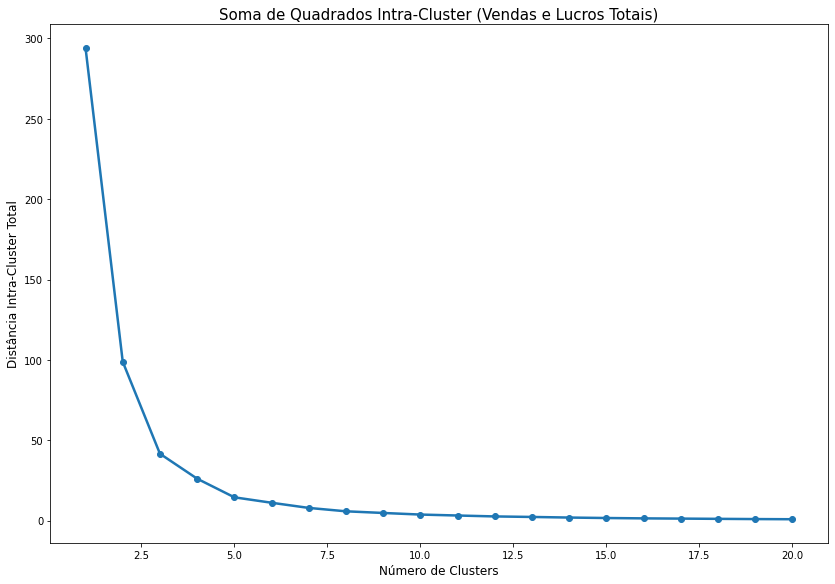 Soma de Quadrados Intra-Cluster (Vendas e Lucros Totais)
300
250
200
150
100
50
0
Distância Intra-Cluster Total
2.5 5.0 7.5 10.0 12.5 15.0 17.5 20.0
Número de Clusters